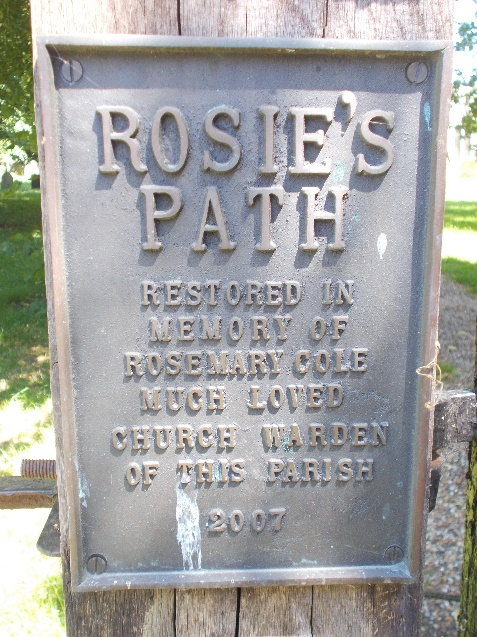 ROSIE'S
PATH
RESTORED IN
MEMORY OF
ROSEMARY COLE
MUCH LOVED
CHURCH WARDEN
OF THIS PARISH
2007